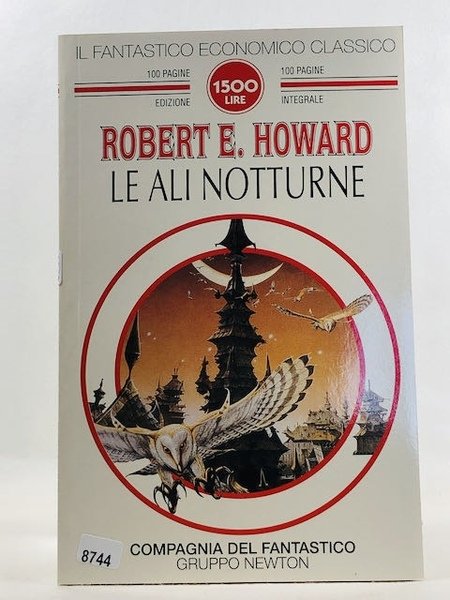 IL FANTASTICO ECONOMICO CLASSICO
100 PAGINE 1500 LIRE 100 PAGINE
EDIZIONE INTEGRALE
ROBERT E. HOWARD
LE ALI NOTTURNE
8744
COMPAGNIA DEL FANTASTICO
GRUPPO NEWTON